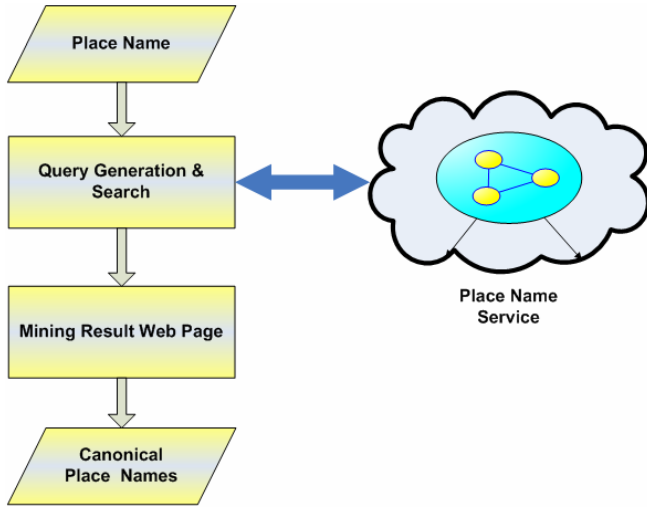 Place Name
Query Generation &
Search
Mining Result Web Page
Canonical
Place Names
Place Name
Service